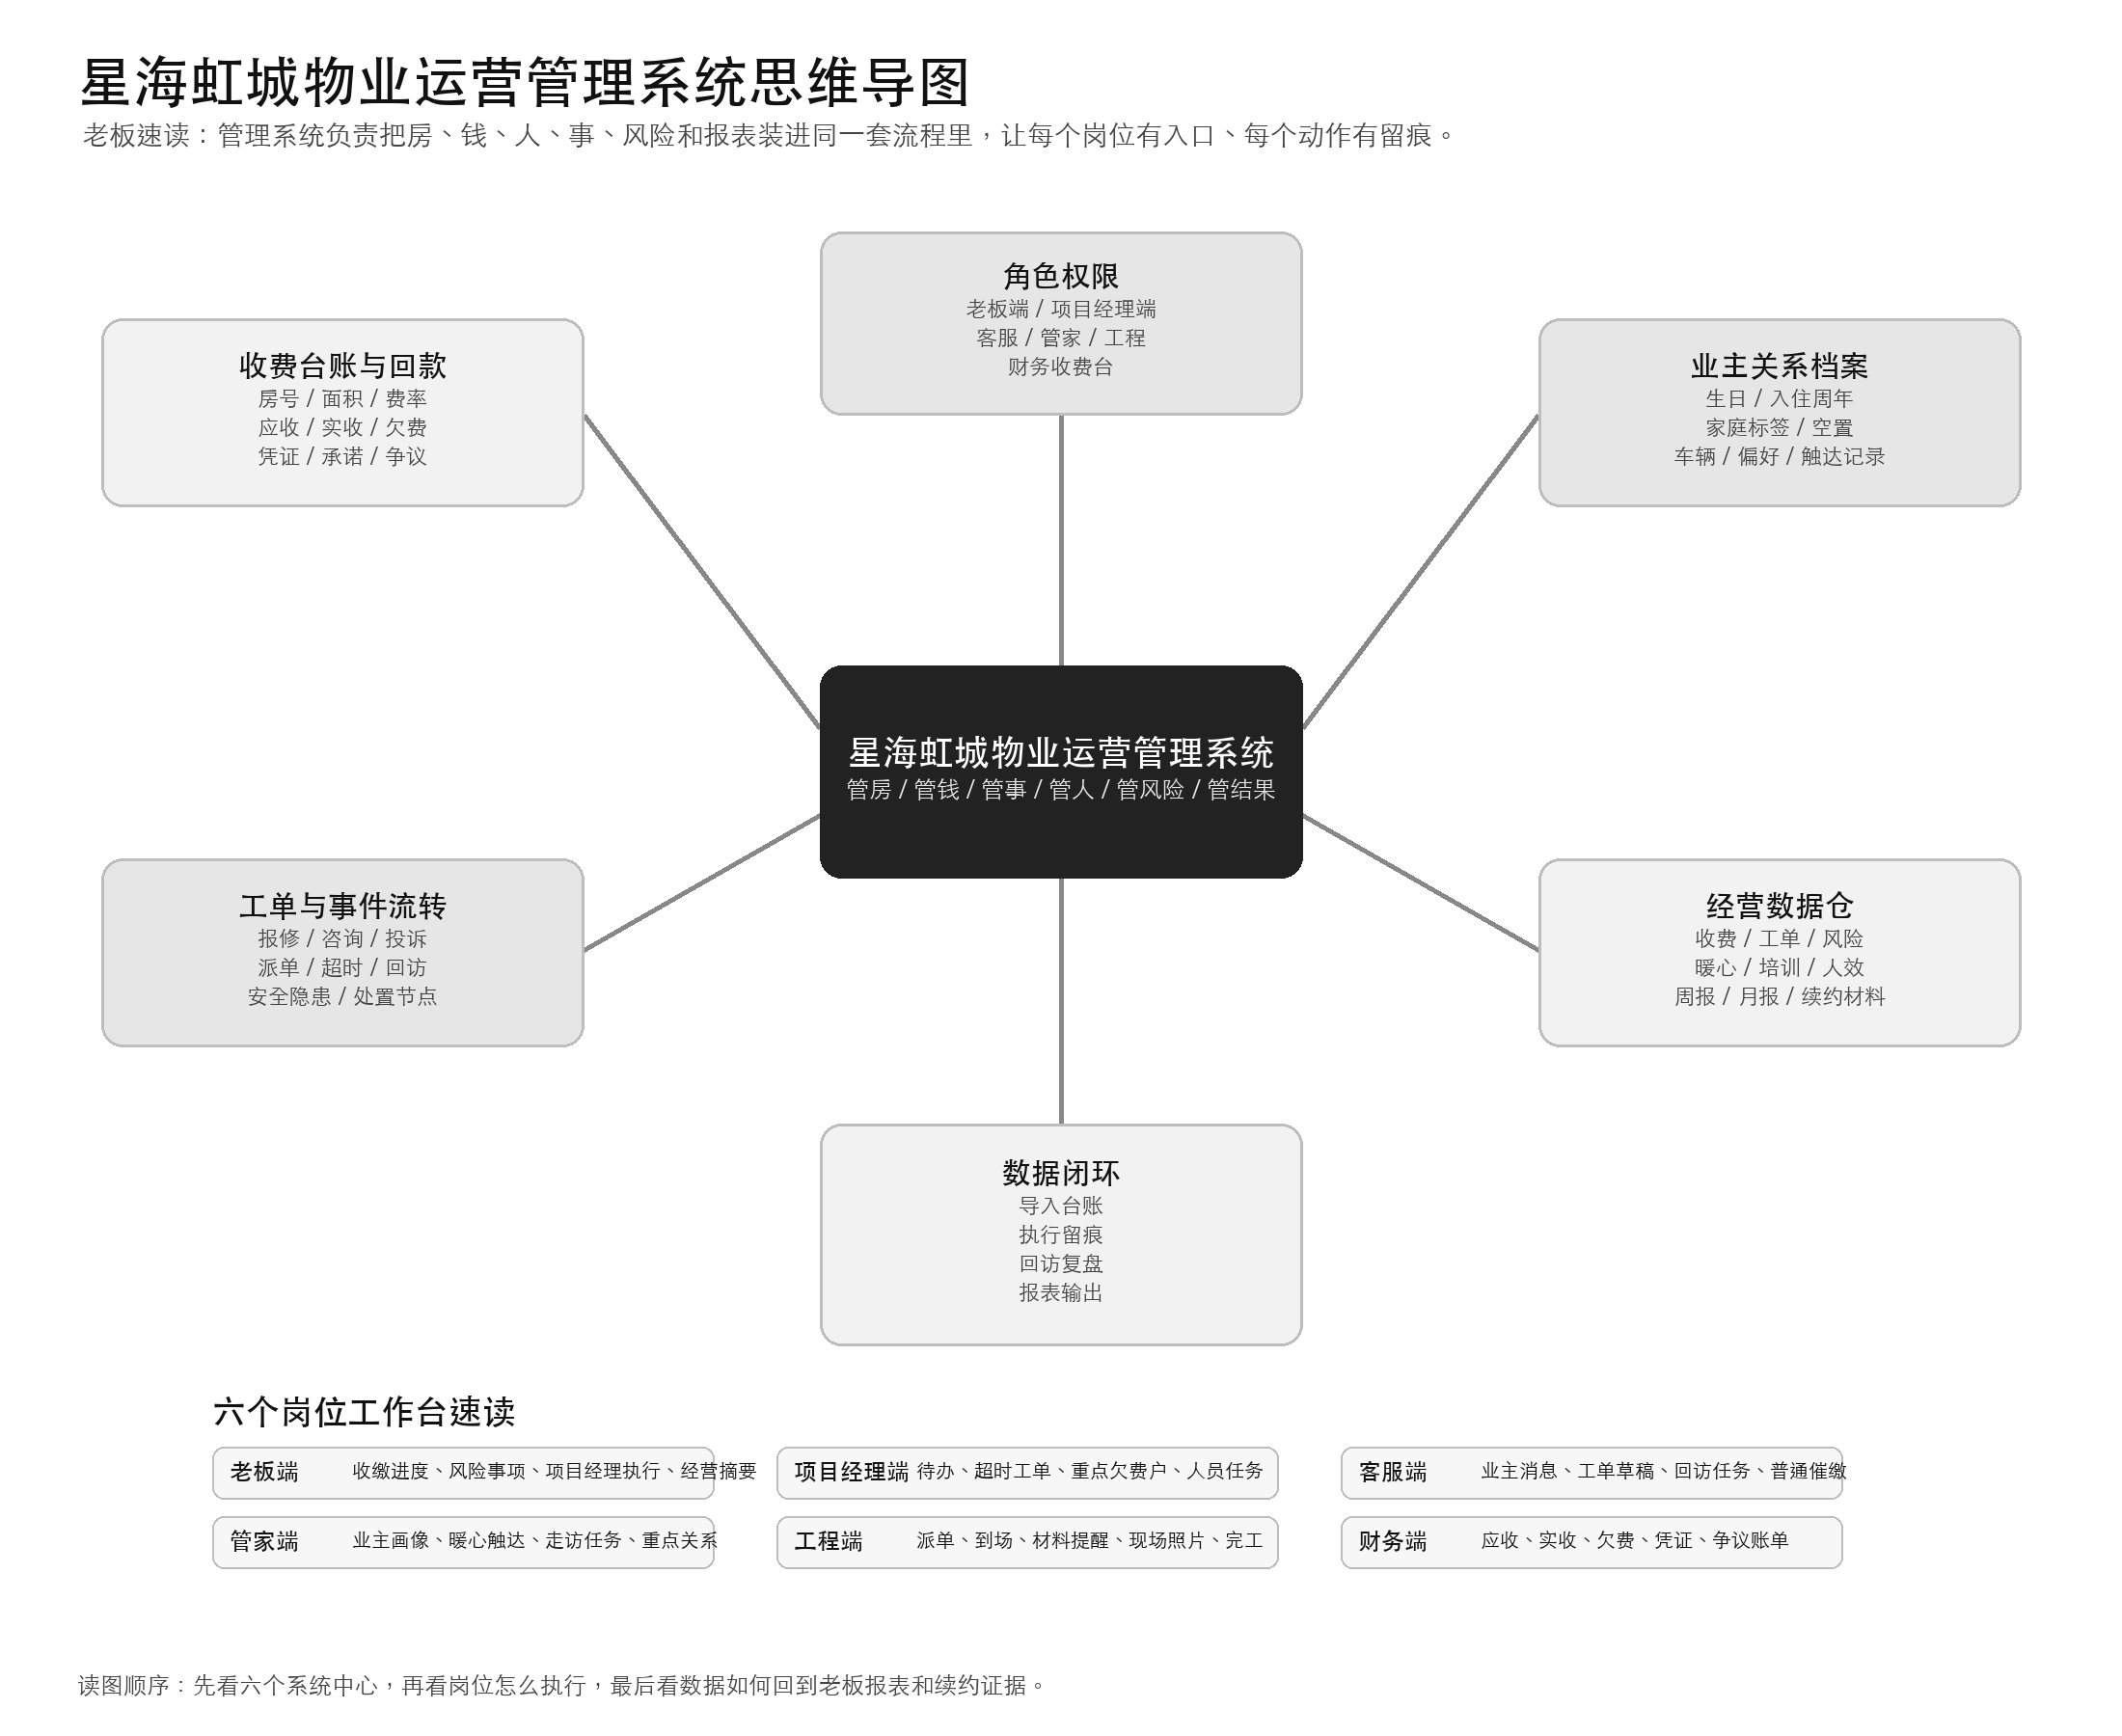 星海虹城物业运营管理系统思维导图
老板速读：管理系统负责把房、钱、人、事、风险和报表装进同一套流程里，让每个岗位有入口、每个动作有留痕。
角色权限
老板端 / 项目经理端
客服 / 管家 / 工程
财务收费台
收费台账与回款
房号 / 面积 / 费率
应收 / 实收 / 欠费
凭证 / 承诺 / 争议
业主关系档案
生日 / 入住周年
家庭标签 / 空置
车辆 / 偏好 / 触达记录
星海虹城物业运营管理系统
管房 / 管钱 / 管事 / 管人 / 管风险 / 管结果
工单与事件流转
报修 / 咨询 / 投诉
派单 / 超时 / 回访
安全隐患 / 处置节点
经营数据仓
收费 / 工单 / 风险
暖心 / 培训 / 人效
周报 / 月报 / 续约材料
数据闭环
导入台账
执行留痕
回访复盘
报表输出
六个岗位工作台速读
老板端 收缴进度、风险事项、项目经理执行、经营摘要
项目经理端 待办、超时工单、重点欠费户、人员任务
客服端 业主消息、工单草稿、回访任务、普通催缴
管家端 业主画像、暖心触达、走访任务、重点关系
工程端 派单、到场、材料提醒、现场照片、完工
财务端 应收、实收、欠费、凭证、争议账单
读图顺序：先看六个系统中心，再看岗位怎么执行，最后看数据如何回到老板报表和续约证据。